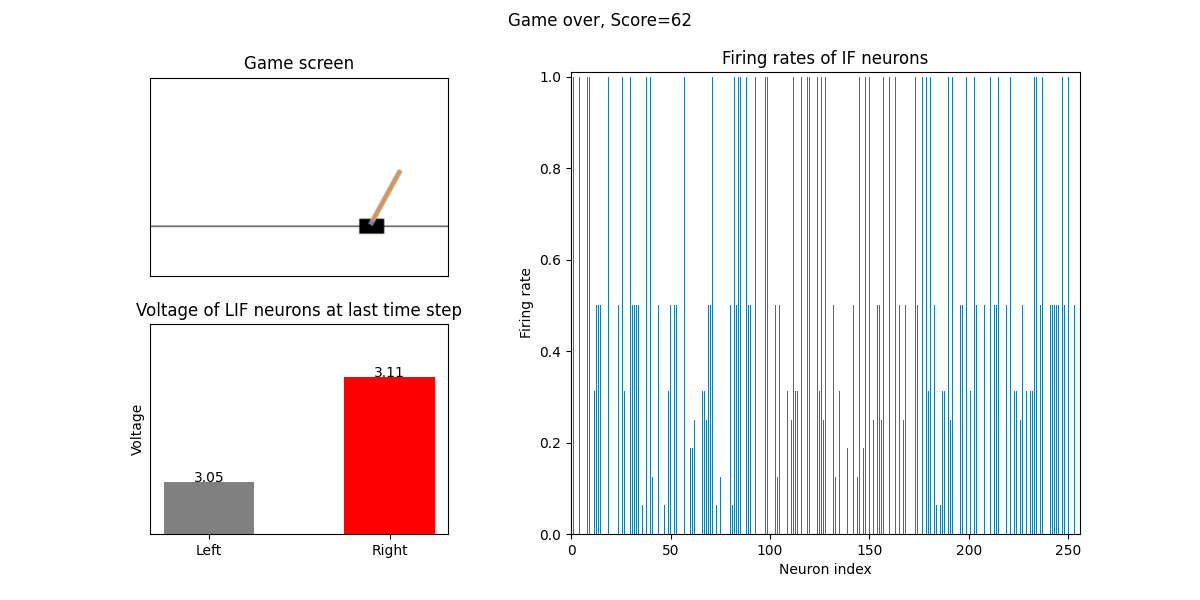 Game over, Score=62
Game screen
Voltage of LIF neurons at last time step
Voltage
3.05
3.11
Left
Right
Firing rates of IF neurons
Firing rate
1.0
0.8
0.6
0.4
0.2
0.0
0
50
100
150
200
250
Neuron index